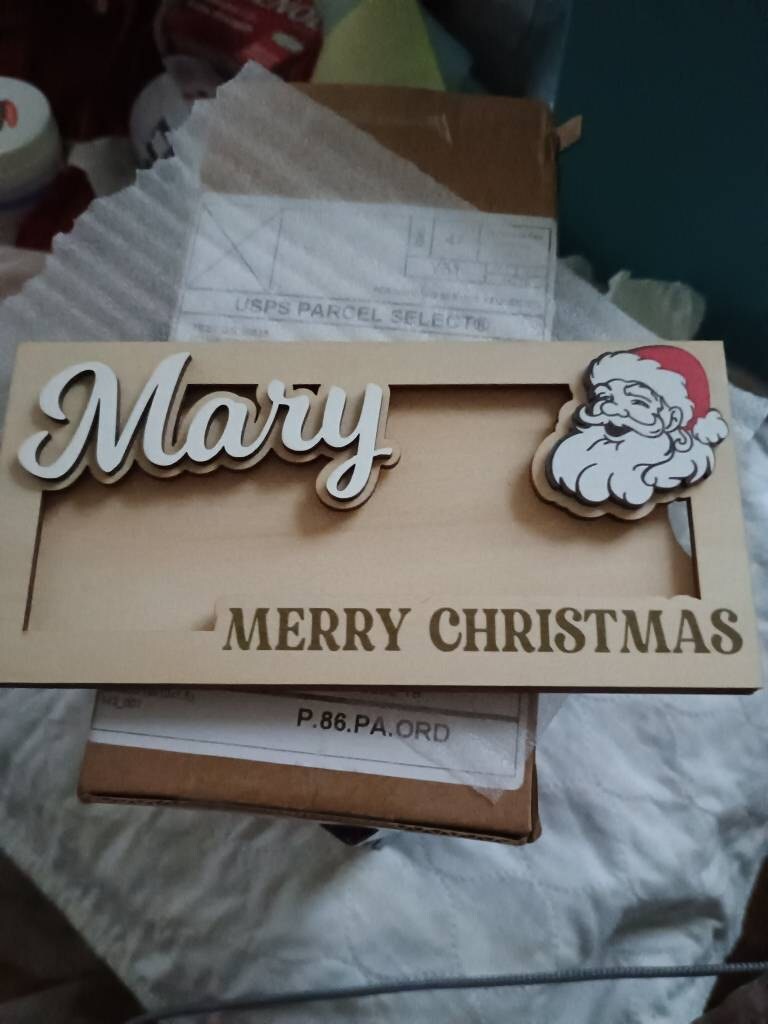 USPS PARCEL SELECT®
Mary
MERRY CHRISTMAS
P.86.PA.ORD